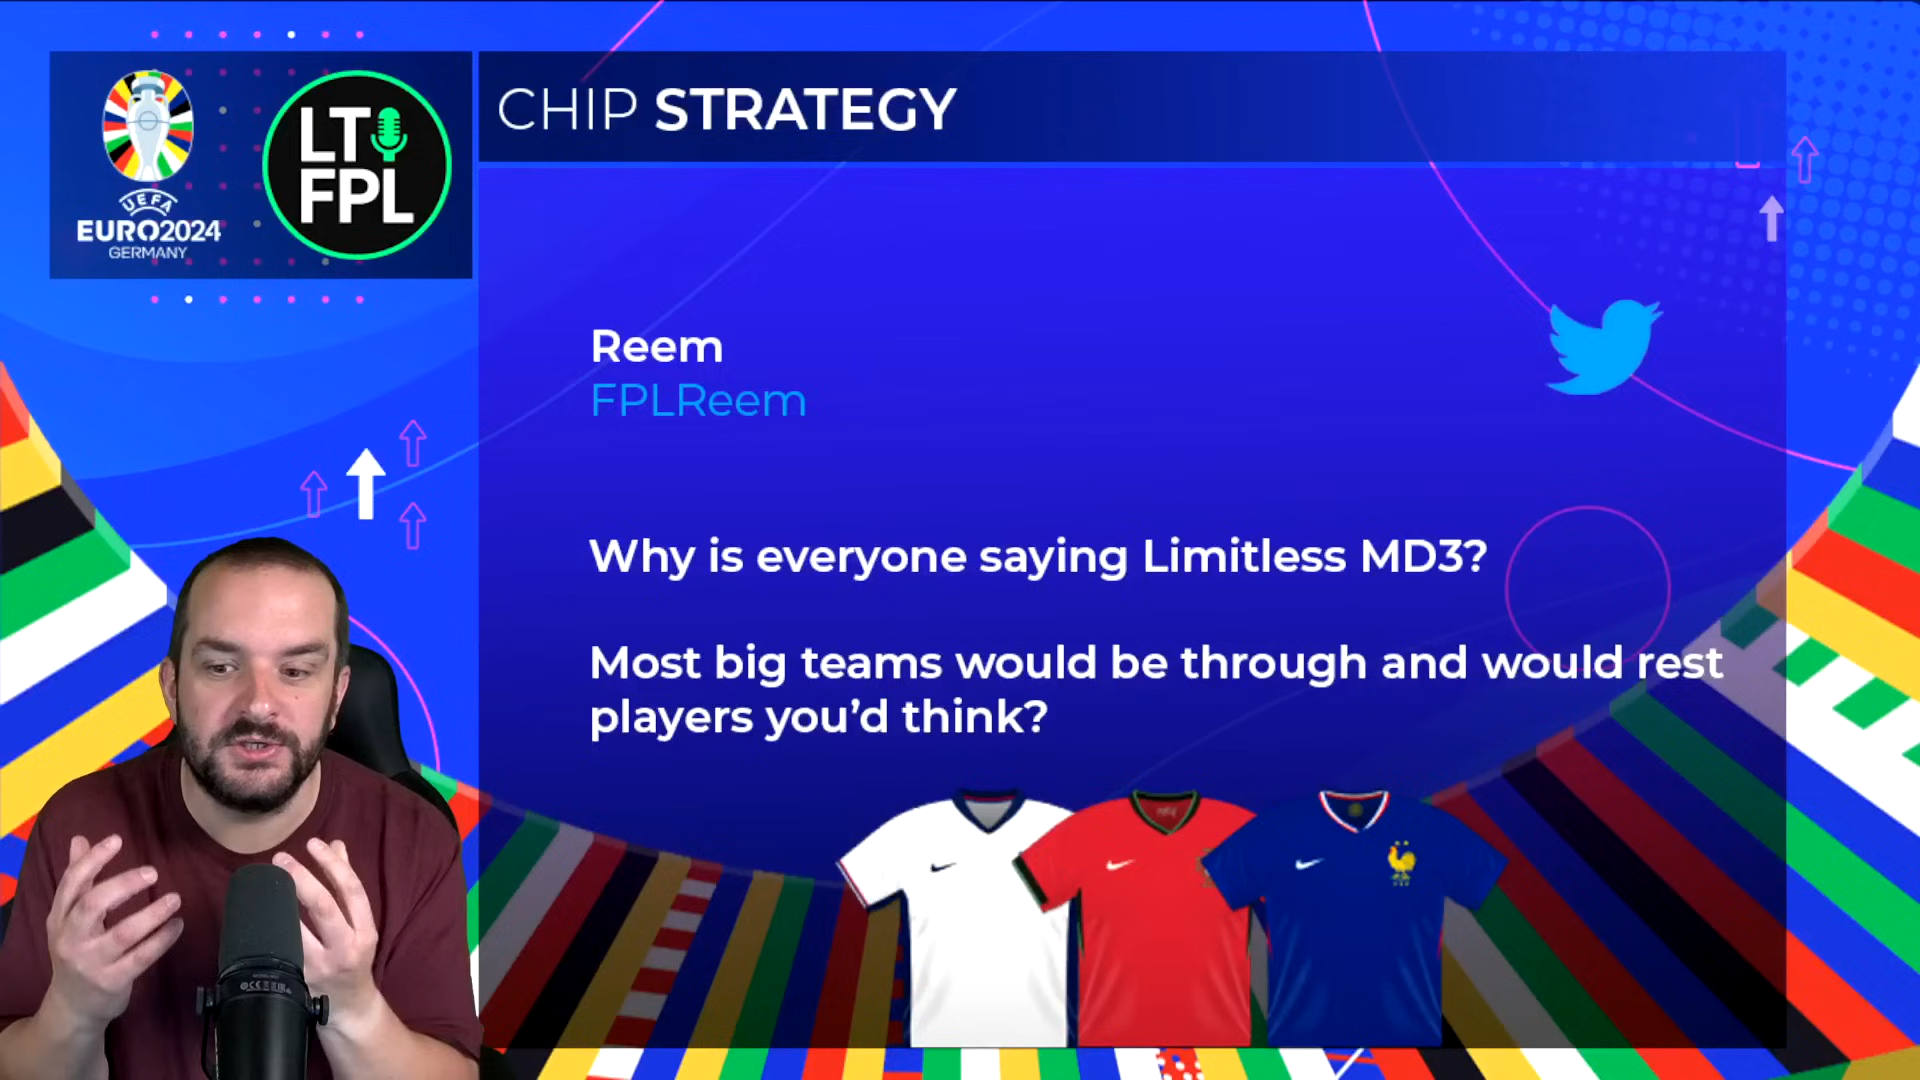 UEFA
EURO2024
GERMANY
LT
FPL
CHIP STRATEGY
Reem
FPLReem
Why is everyone saying Limitless MD3?
Most big teams would be through and would rest
players you'd think?